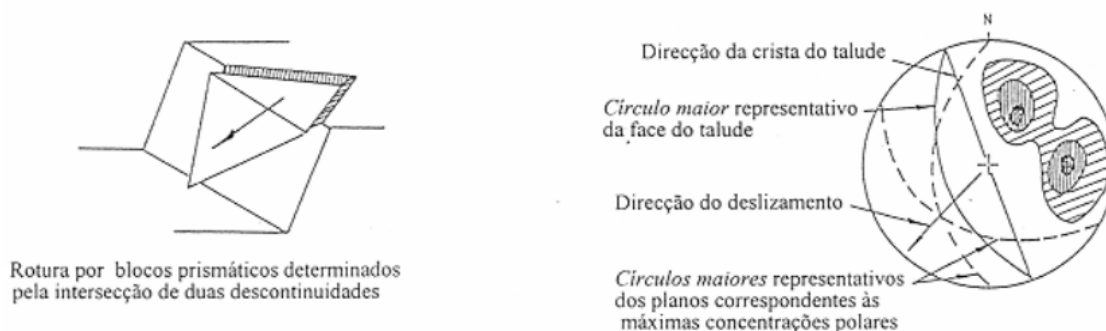 Rotura por blocos prismáticos determinados
pela intersecção de duas descontinuidades
N
Direcção da crista do talude
Círculo maior representativo
da face do talude
Direcção do deslizamento
Círculos maiores representativos
dos planos correspondentes às
máximas concentrações polares